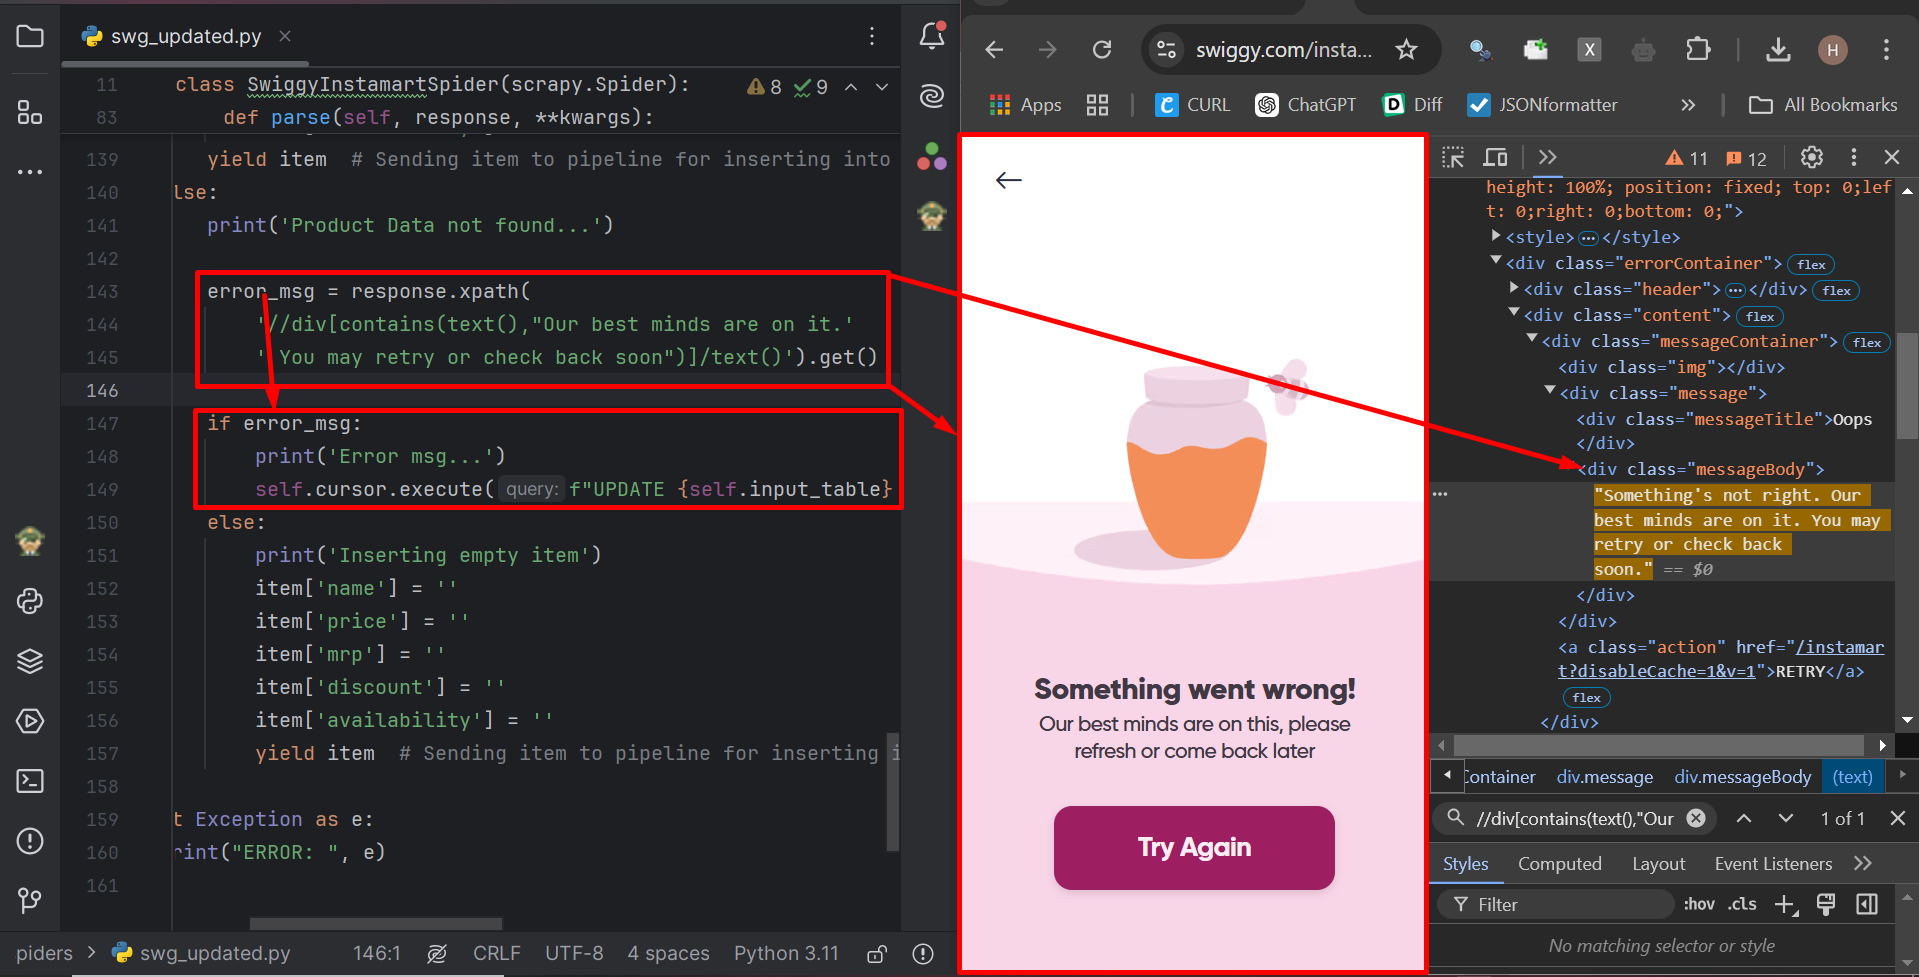 swg_updated.py
11 class SwiggyInstamartSpider(scrapy.Spider): 8 9
83 def parse(self, response, **kwargs):
139 yield item # Sending item to pipeline for inserting into
140 lse:
141 print('Product Data not found...')
142
143 error_msg = response.xpath(
144 '//div[contains(text(),"Our best minds are on it.'
145 ' You may retry or check back soon")]/text()').get()
146
147 if error_msg:
148 print('Error msg...')
149 self.cursor.execute( query: f"UPDATE {self.input_table}
150 else:
151 print('Inserting empty item')
152 item['name'] = ''
153 item['price'] = ''
154 item['mrp'] = ''
155 item['discount'] = ''
156 item['availability'] = ''
157 yield item # Sending item to pipeline for inserting i
158
159 t Exception as e:
160 rint("ERROR: ", e)
161
piders > swg_updated.py 146:1 CRLF UTF-8 4 spaces Python 3.11
swiggy.com/insta... X H
Apps CURL ChatGPT D Diff JSONformatter » All Bookmarks
Something went wrong!
Our best minds are on this, please
refresh or come back later
Try Again
11 12
height: 100%; position: fixed; top: 0;lef
t: 0;right: 0;bottom: 0;">
<style>…</style>
<div class="errorContainer"> flex
<div class="header">…</div> flex
<div class="content"> flex
<div class="messageContainer"> flex
<div class="img"></div>
<div class="message">
<div class="messageTitle">Oops
</div>
<div class="messageBody">
"Something's not right. Our
best minds are on it. You may
retry or check back
soon." == $0
</div>
</div>
<a class="action" href="/instamar
t?disableCache=1&v=1">RETRY</a>
flex
</div>
Container div.message div.messageBody (text)
//div[contains(text(),"Our 1 of 1
Styles Computed Layout Event Listeners
Filter :hov .cls
No matching selector or style